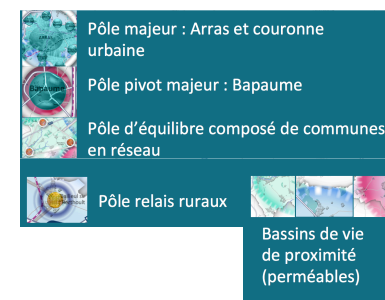 Pôle majeur : Arras et couronne
urbaine
Bapaume
Pôle pivot majeur : Bapaume
Pôle d'équilibre composé de communes
en réseau
Pôle relais ruraux
Bassins de vie
de proximité
(perméables)